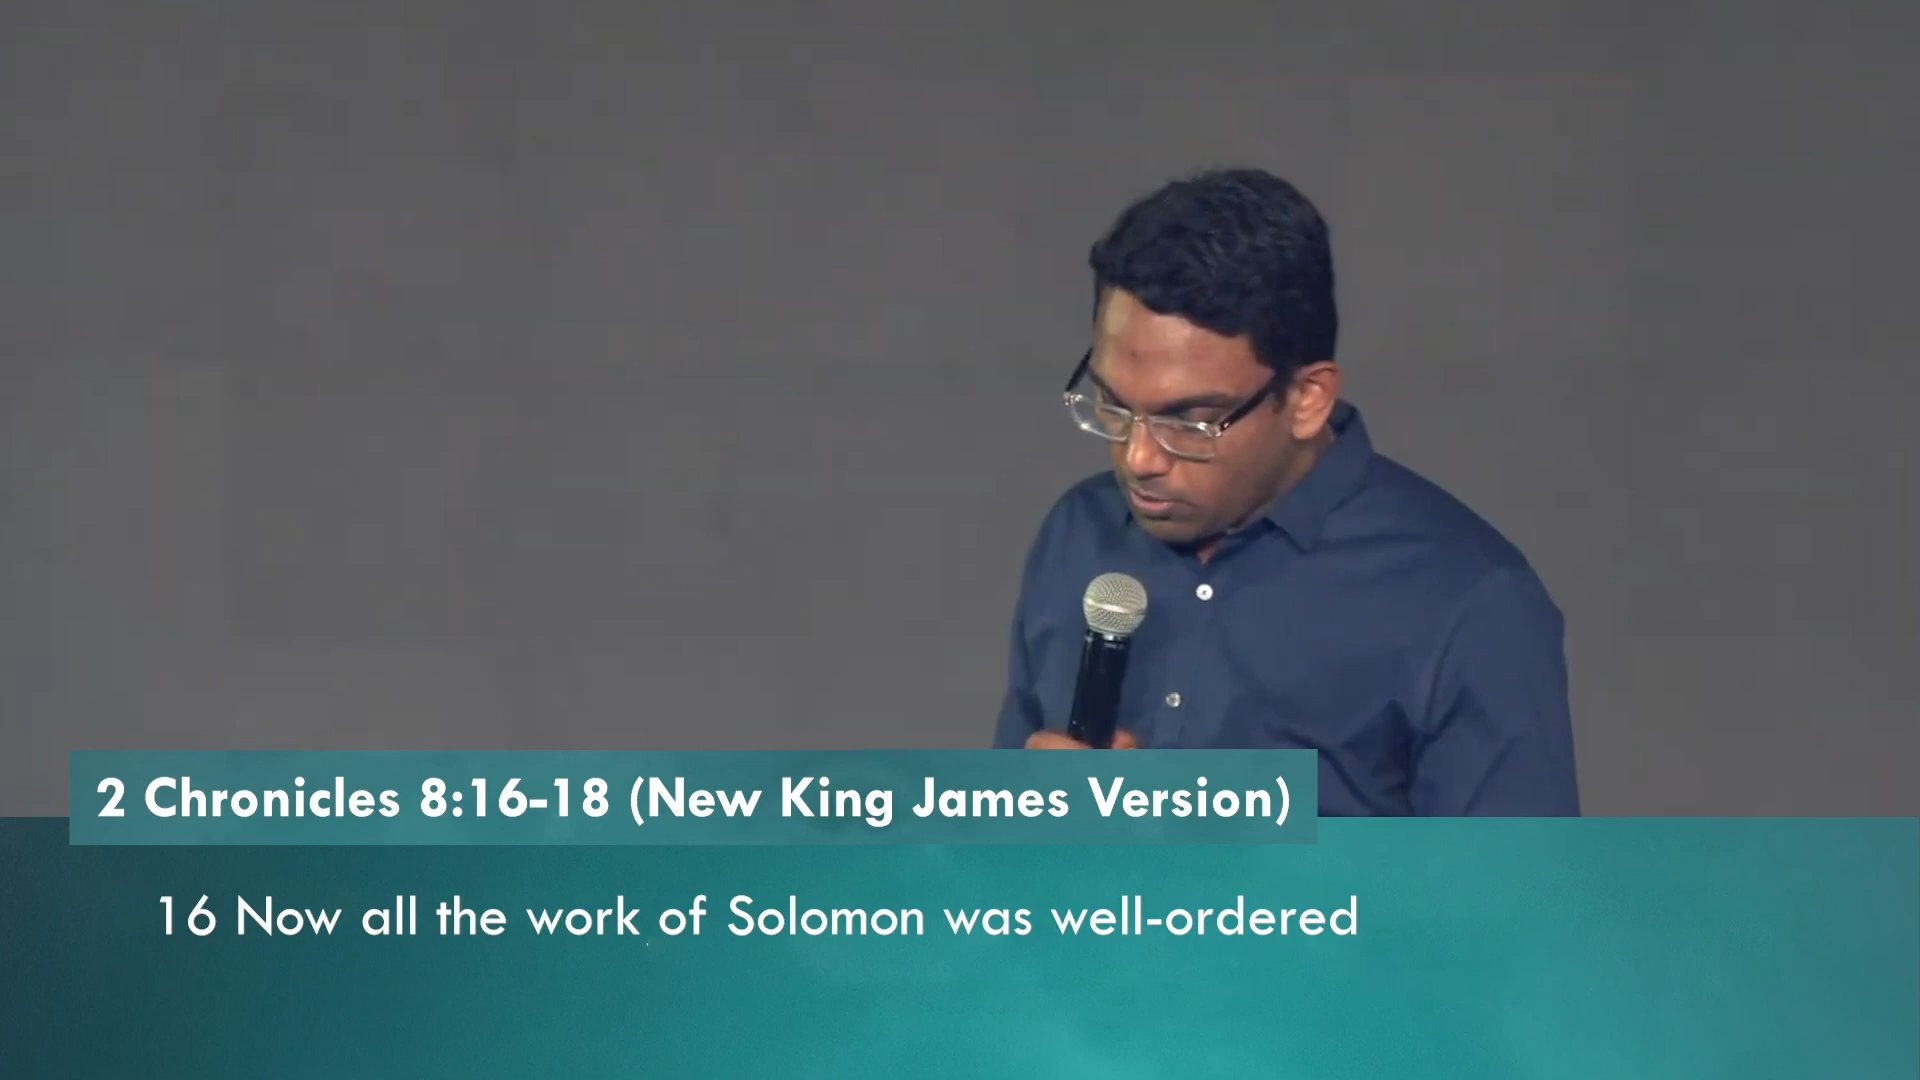 2 Chronicles 8:16-18 (New King James Version)
16 Now all the work of Solomon was well-ordered